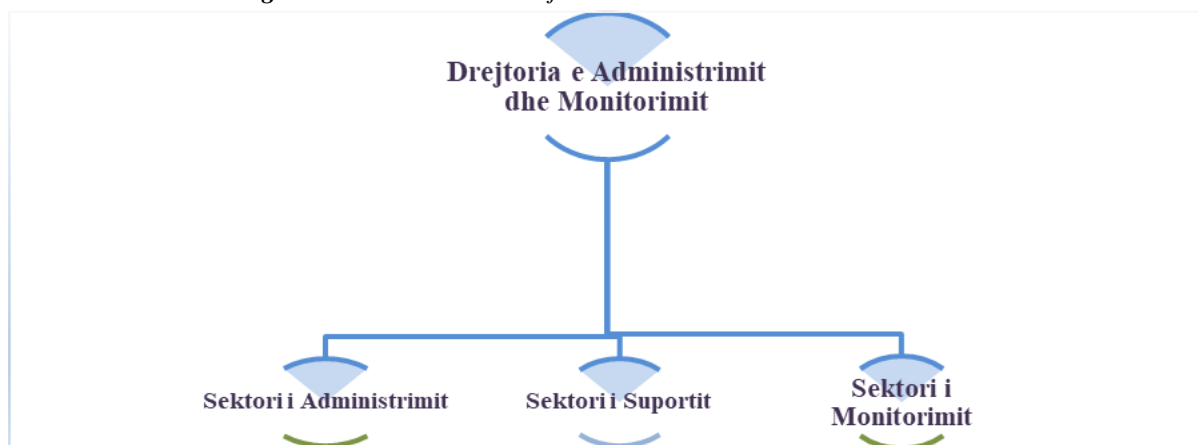 Drejtoria e Administrimit
dhe Monitorimit
Sektori i Administrimit
Sektori i Suportit
Sektori i
Monitorimit